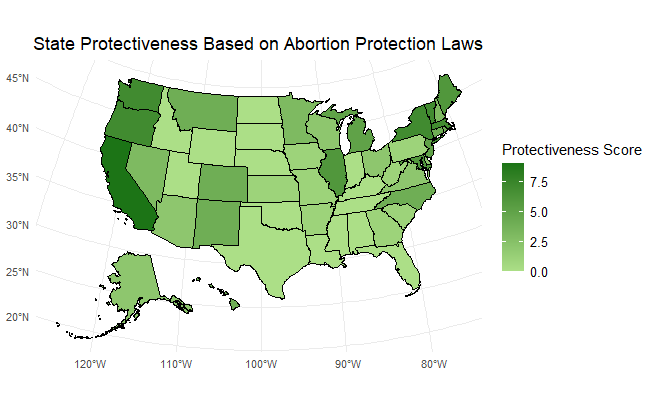 State Protectiveness Based on Abortion Protection Laws
45°N
40°N
35°N
30°N
25°N
20°N
120°W
110°W
100°W
90°W
80°W
Protectiveness Score
7.5
5.0
2.5
0.0